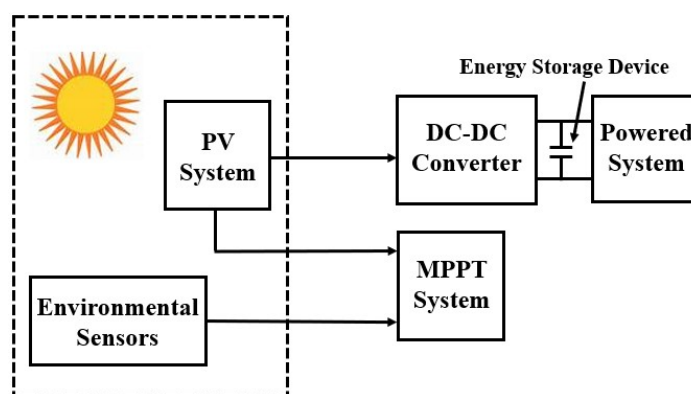 Energy Storage Device
PV
System
DC-DC
Converter
Powered
System
MPPT
System
Environmental
Sensors